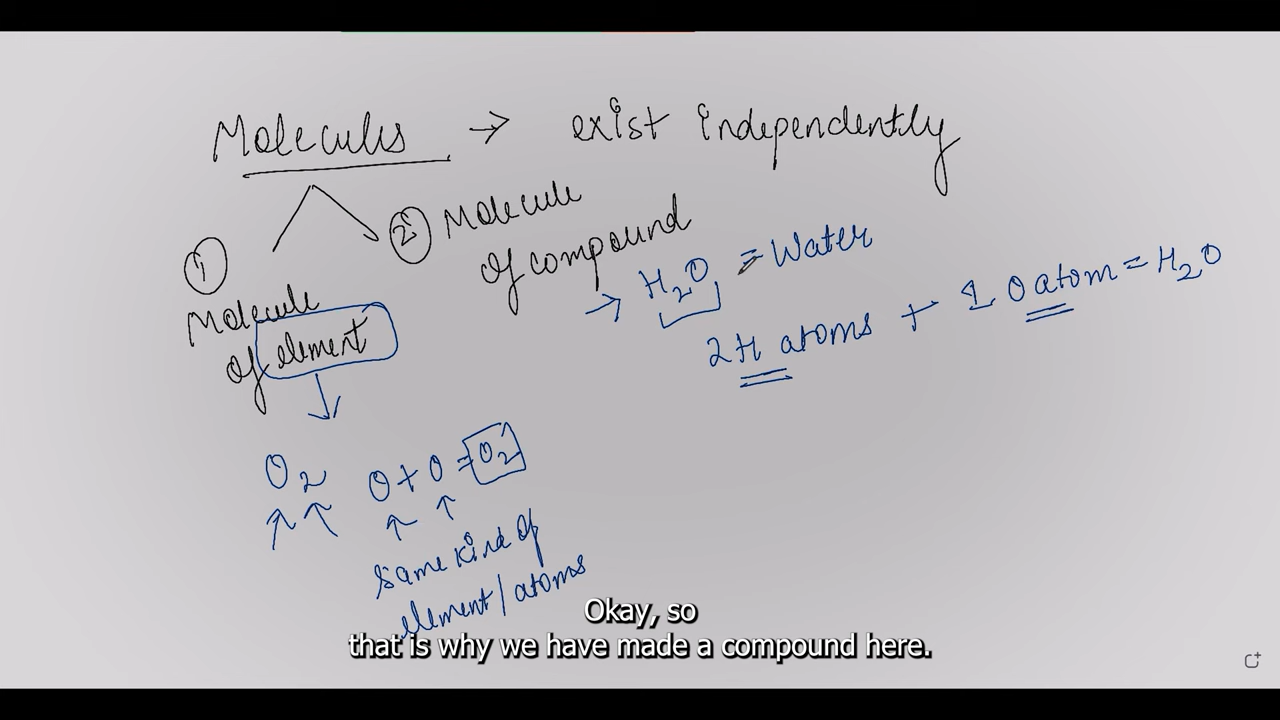 Molecules → exist independently
① Molecule of element
② Molecule of compound
→ H₂O = Water
2H atoms + 1 O atom = H₂O
O₂
O + O = O₂
same kind of
element/atoms
Okay, so
that is why we have made a compound here.